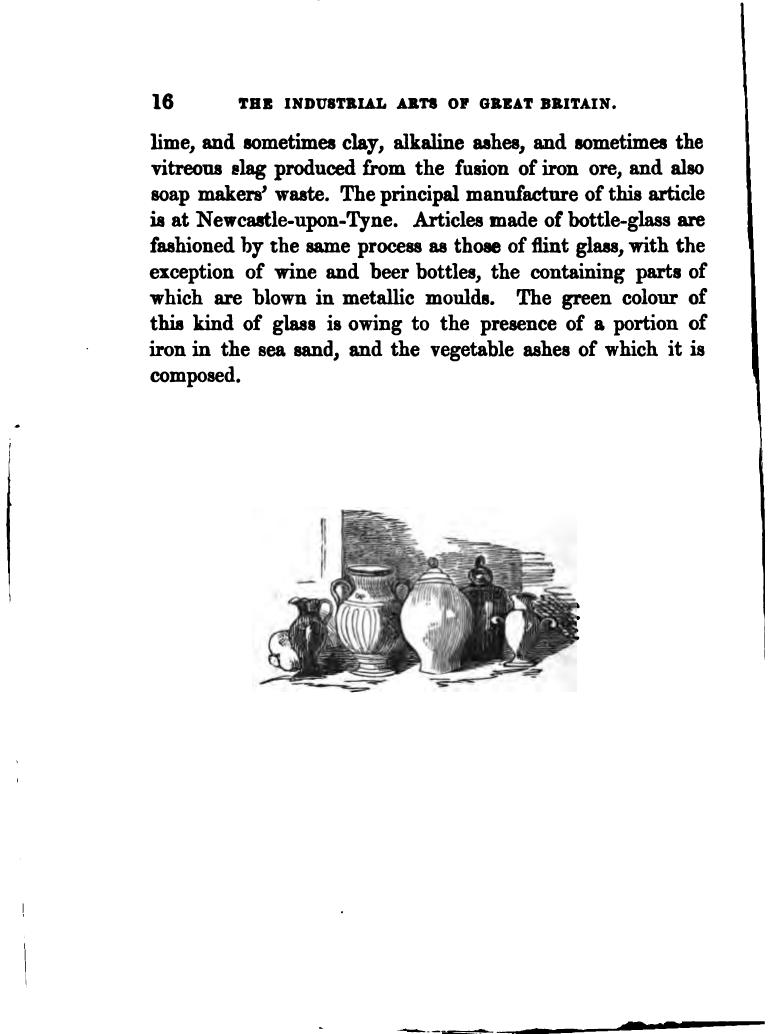 16 THE INDUSTRIAL ARTS OF GREAT BRITAIN.
lime, and sometimes clay, alkaline ashes, and sometimes the
vitreous slag produced from the fusion of iron ore, and also
soap makers' waste. The principal manufacture of this article
is at Newcastle-upon-Tyne. Articles made of bottle-glass are
fashioned by the same process as those of flint glass, with the
exception of wine and beer bottles, the containing parts of
which are blown in metallic moulds. The green colour of
this kind of glass is owing to the presence of a portion of
iron in the sea sand, and the vegetable ashes of which it is
composed.